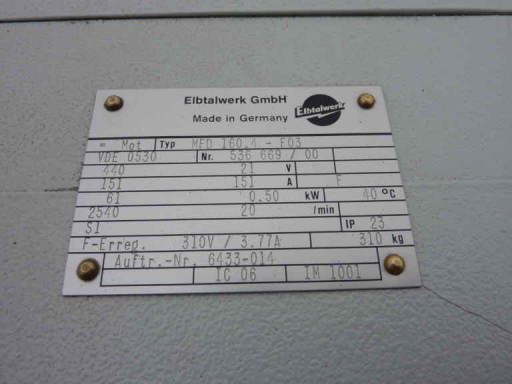 Elbtalwerk GmbH
Elbtalwerk
Made in Germany
= Mot Typ MFD 160.4 - F03
VDE 0530 Nr. 536 669 / 00
440 21 V
151 151 A F
61 0.50 kW 40 °C
2540 20 /min
S1 IP 23
F-Erreg. 310V / 3.77A 310 kg
Auftr.-Nr. 6433-014
IC 06 IM 1001